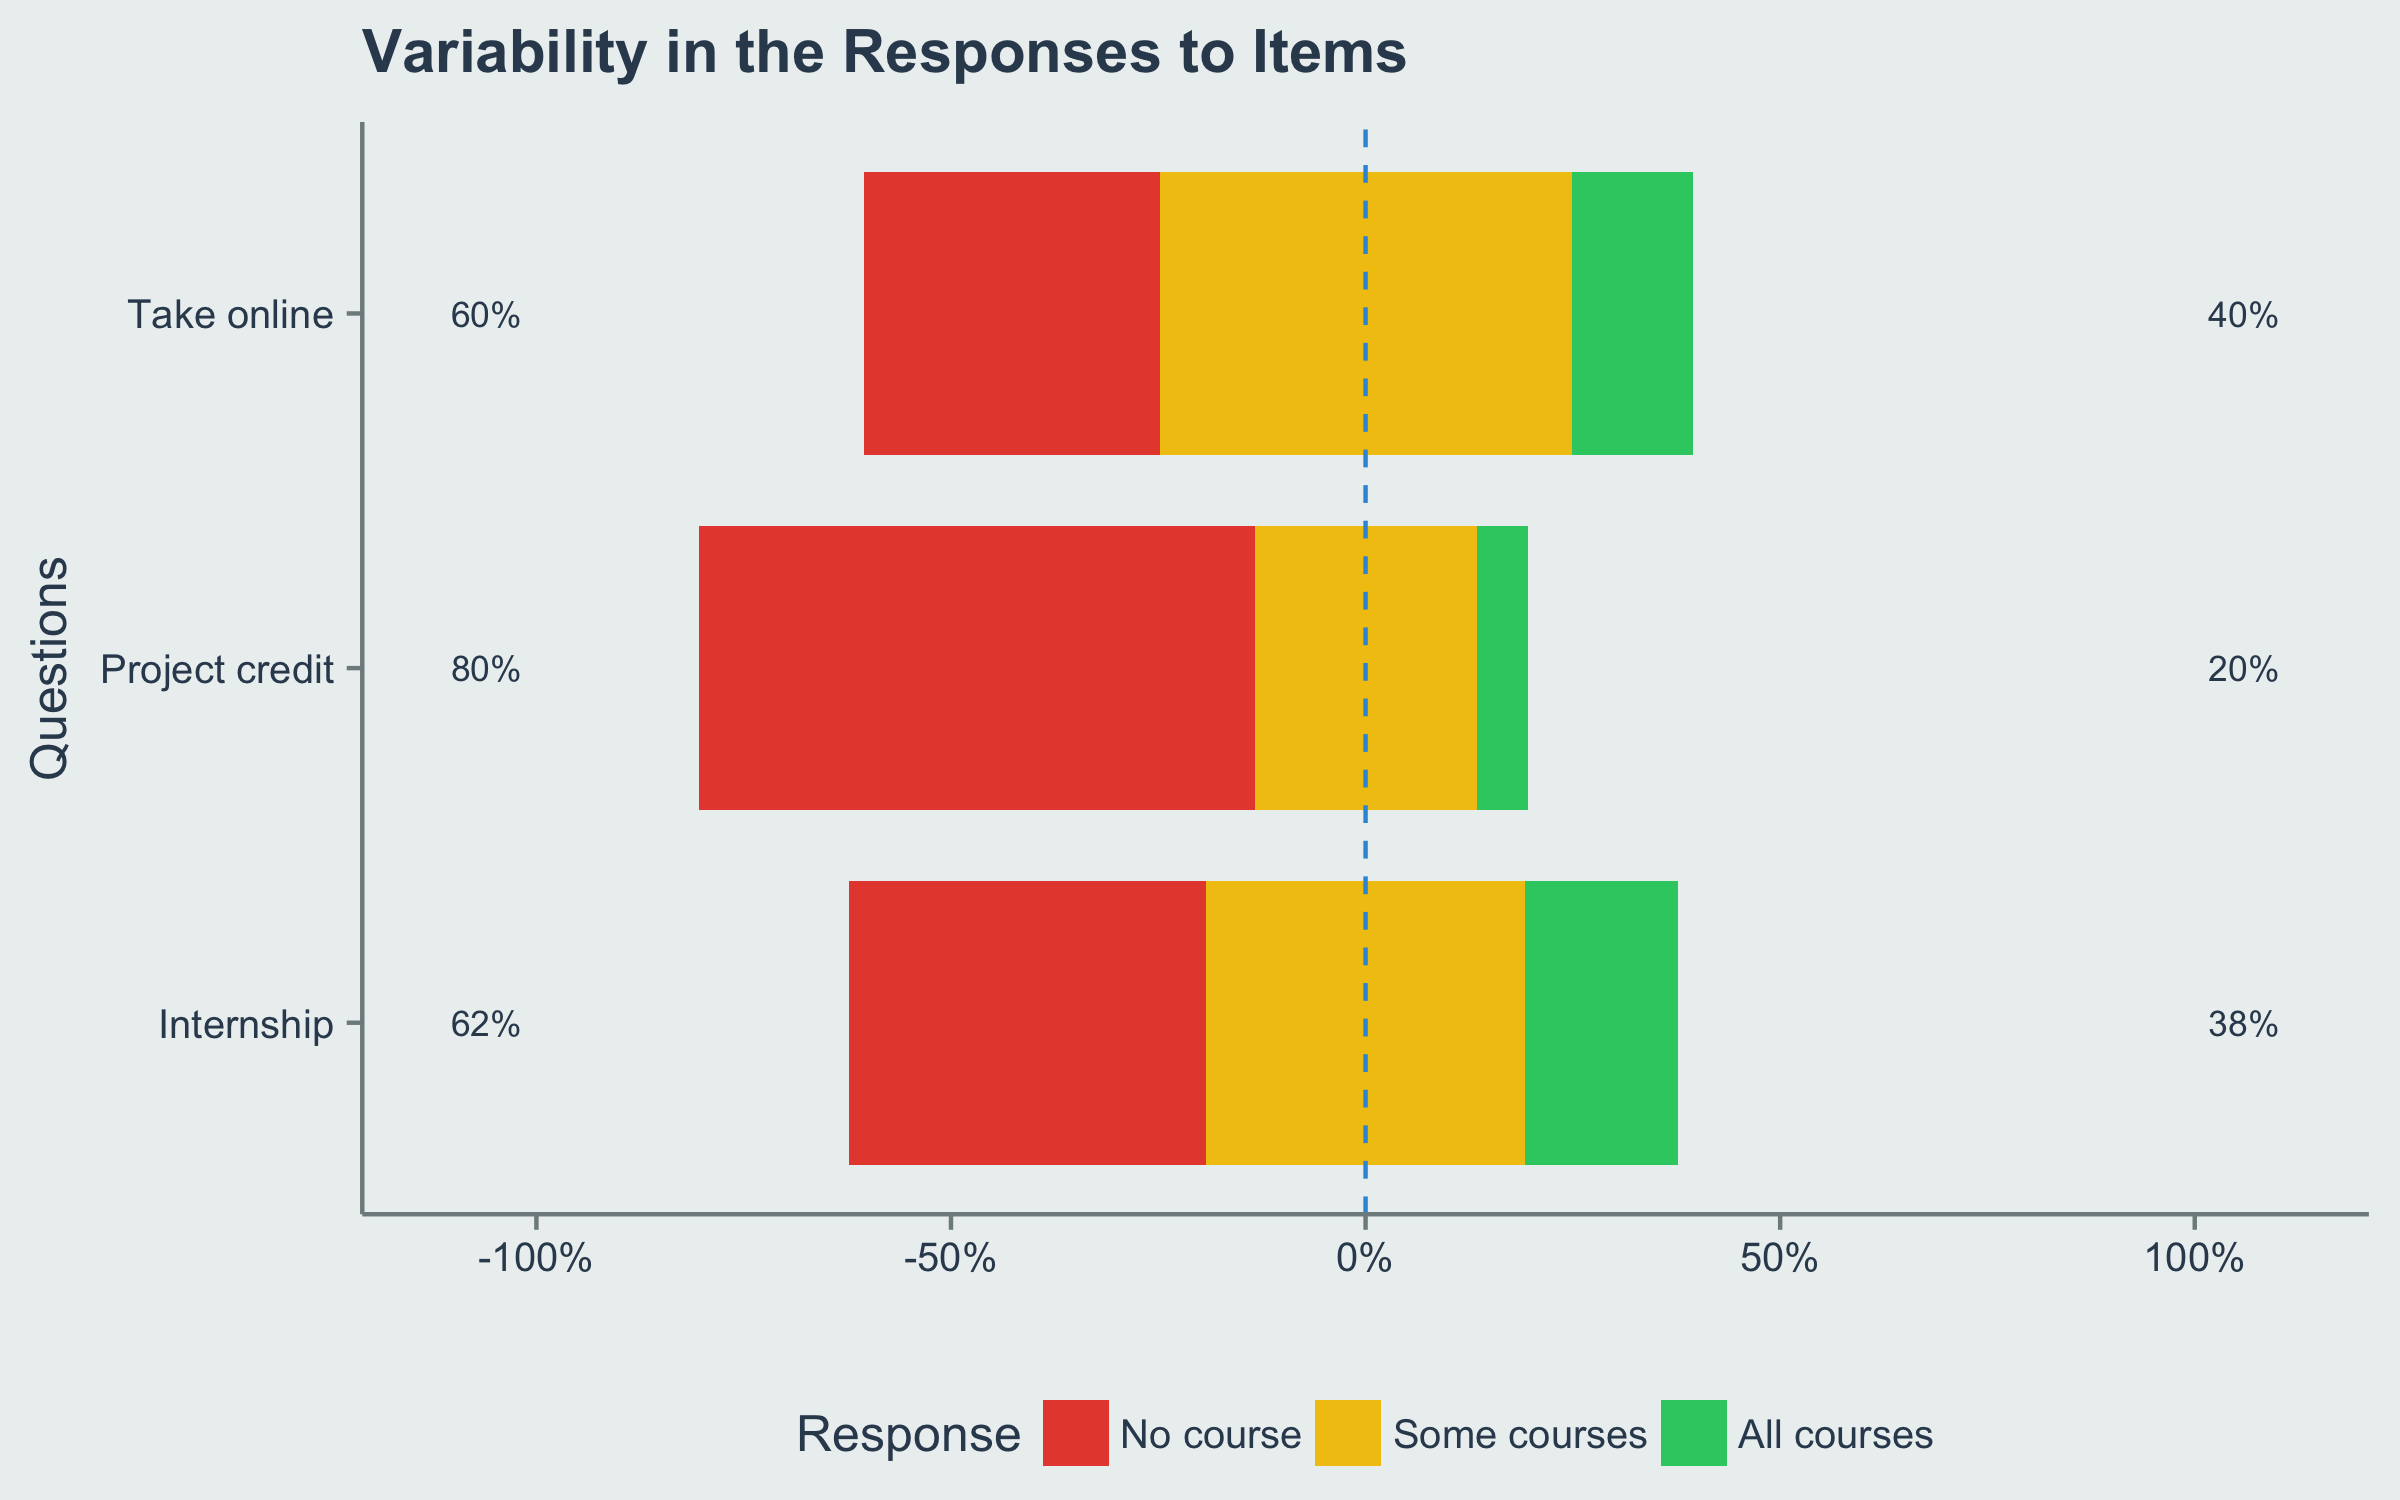 Variability in the Responses to Items
Questions
Take online
60%
40%
Project credit
80%
20%
Internship
62%
38%
-100%
-50%
0%
50%
100%
Response
No course
Some courses
All courses